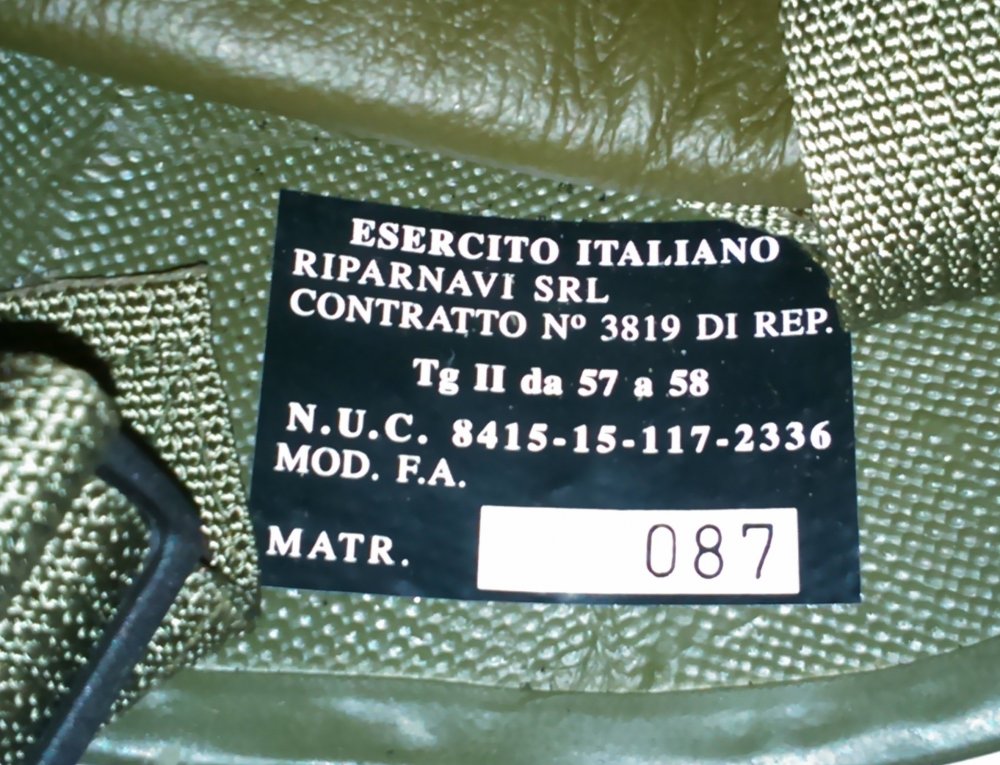 ESERCITO ITALIANO
RIPARNAVI SRL
CONTRATTO Nº 3819 DI REP.
Tg II da 57 a 58
N.U.C. 8415-15-117-2336
MOD. F.A.
MATR. 087